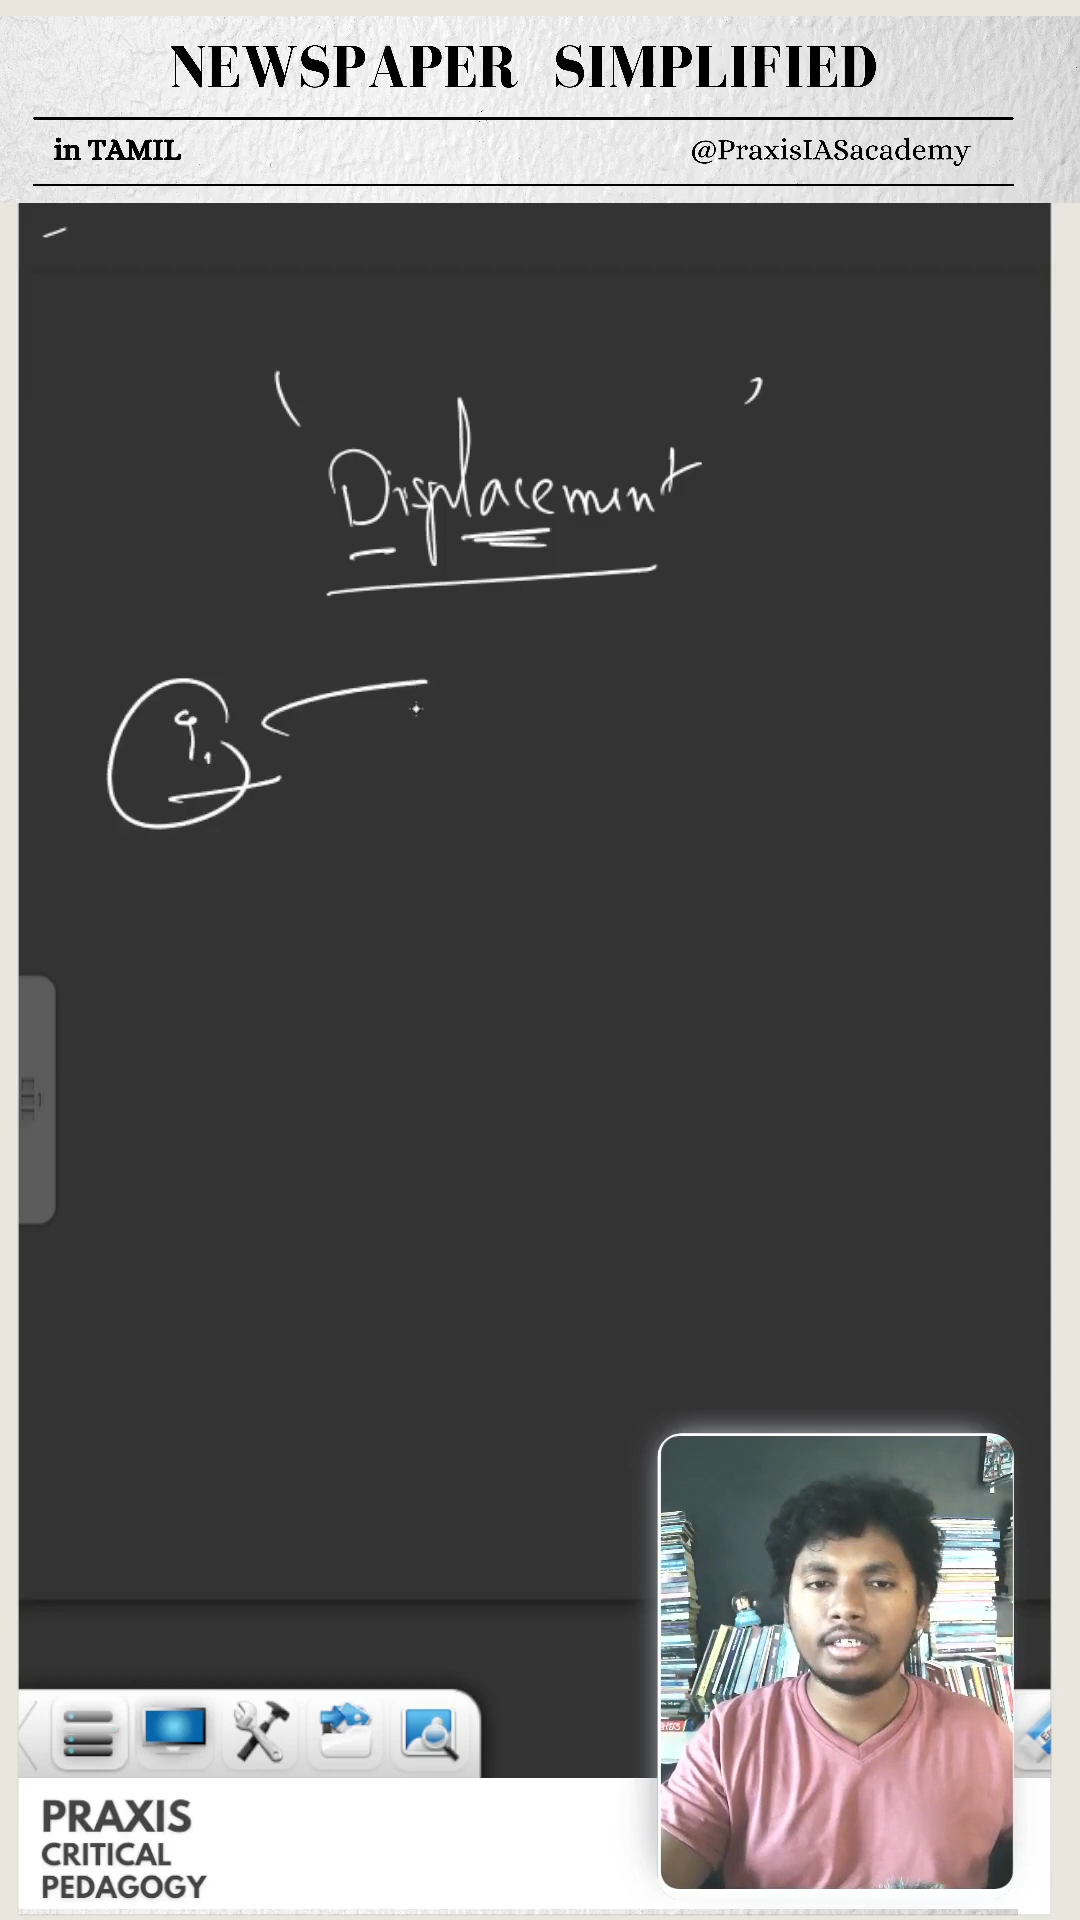 NEWSPAPER SIMPLIFIED
in TAMIL
@PraxisIASacademy
' Displacement '
PRAXIS
CRITICAL
PEDAGOGY